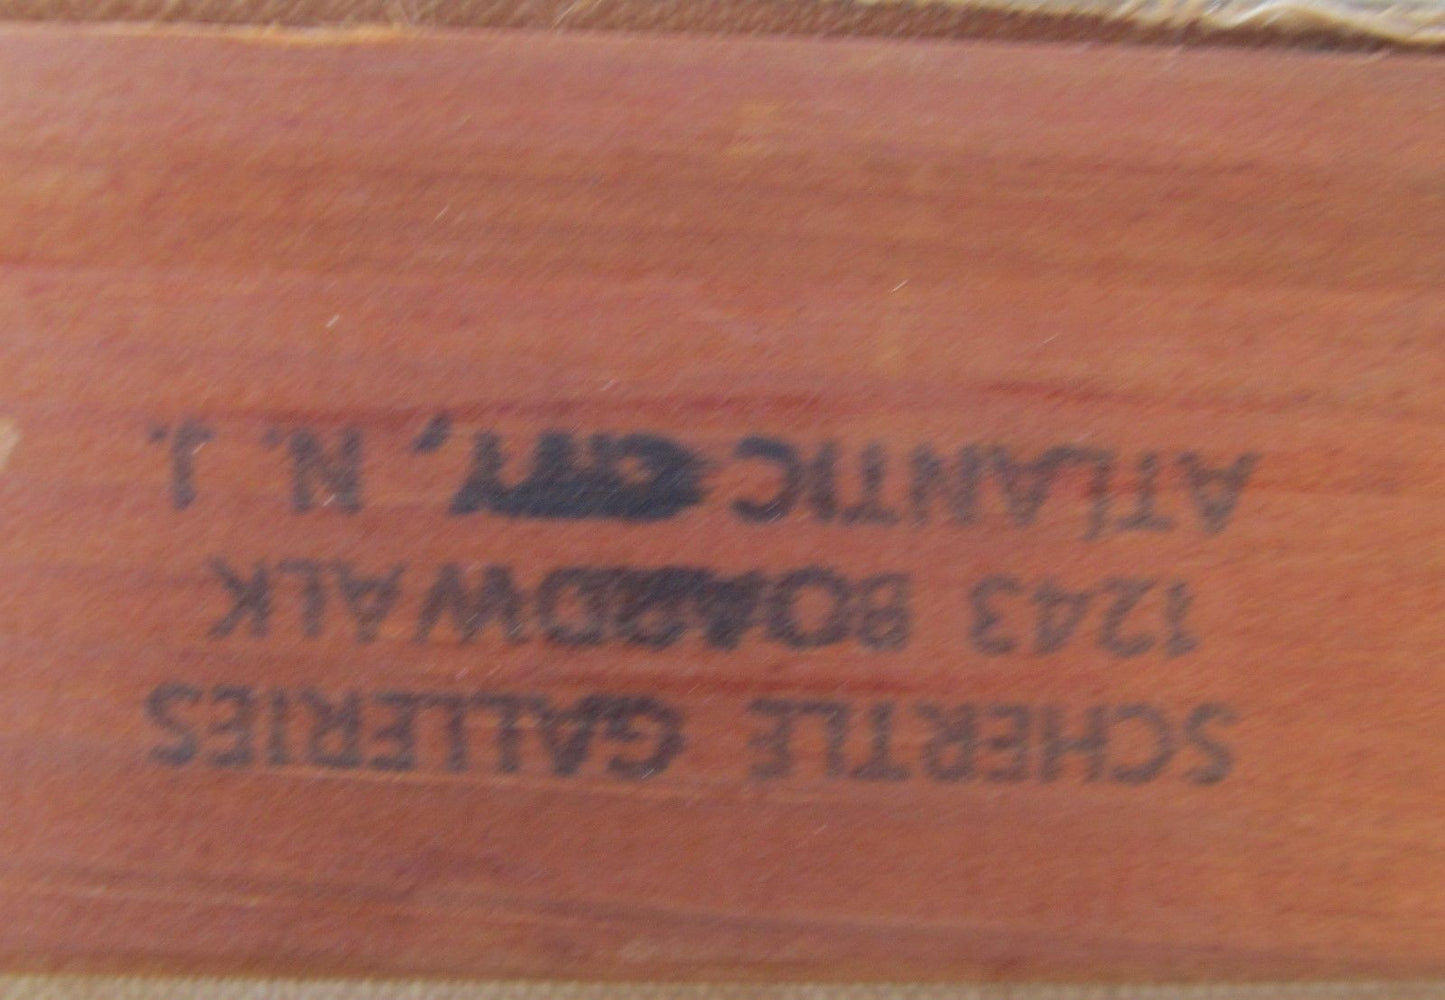 SCHERTLE GALLERIES
1243 BOARDWALK
ATLANTIC CITY, N. J.